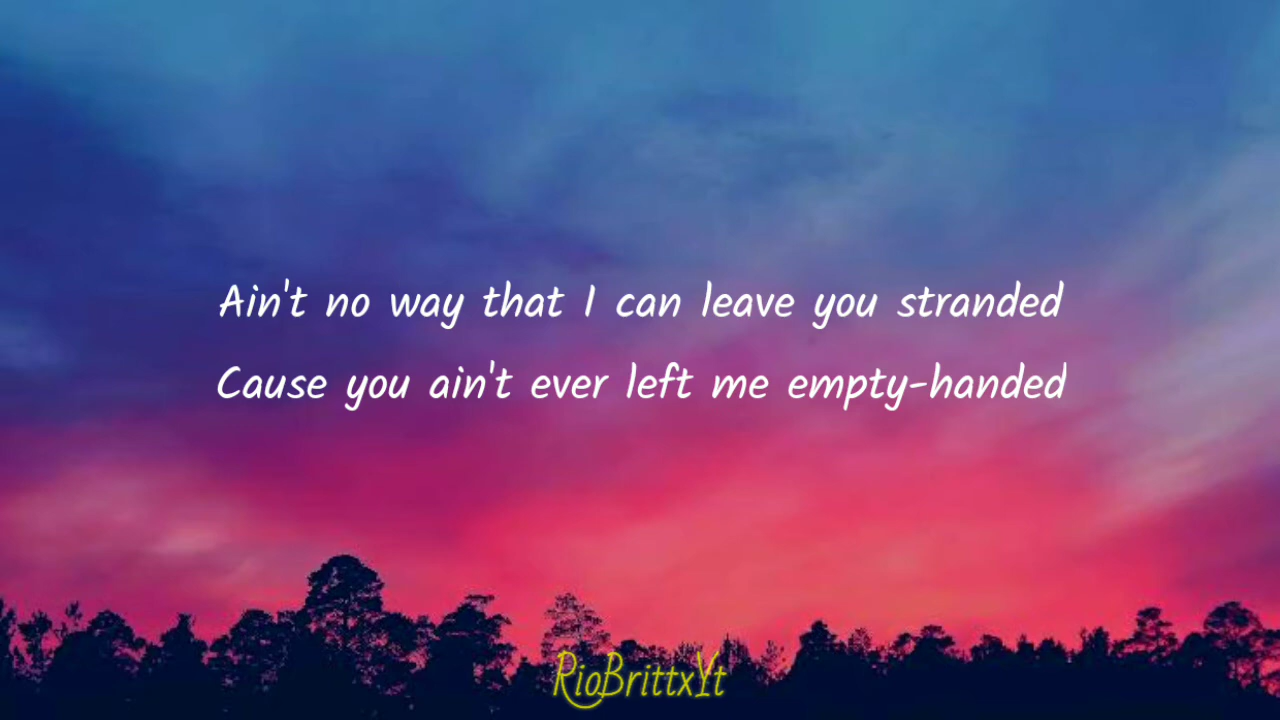 Ain't no way that I can leave you stranded
Cause you ain't ever left me empty-handed
RioBrittxYt